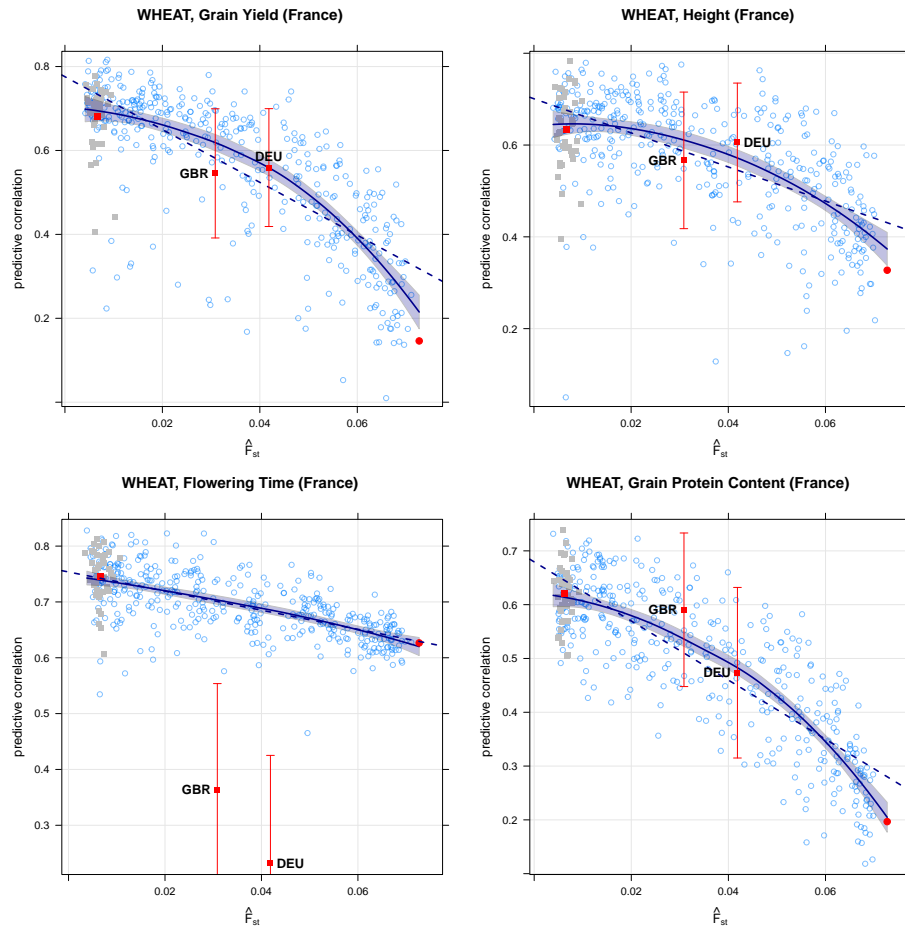 WHEAT, Grain Yield (France)
predictive correlation
0.8
0.6
0.4
0.2
GBR
DEU
0.02
0.04
0.06
F̂st
WHEAT, Height (France)
predictive correlation
0.6
0.4
0.2
GBR
DEU
0.02
0.04
0.06
F̂st
WHEAT, Flowering Time (France)
predictive correlation
0.8
0.7
0.6
0.5
0.4
0.3
GBR
DEU
0.02
0.04
0.06
F̂st
WHEAT, Grain Protein Content (France)
predictive correlation
0.7
0.6
0.5
0.4
0.3
0.2
GBR
DEU
0.02
0.04
0.06
F̂st